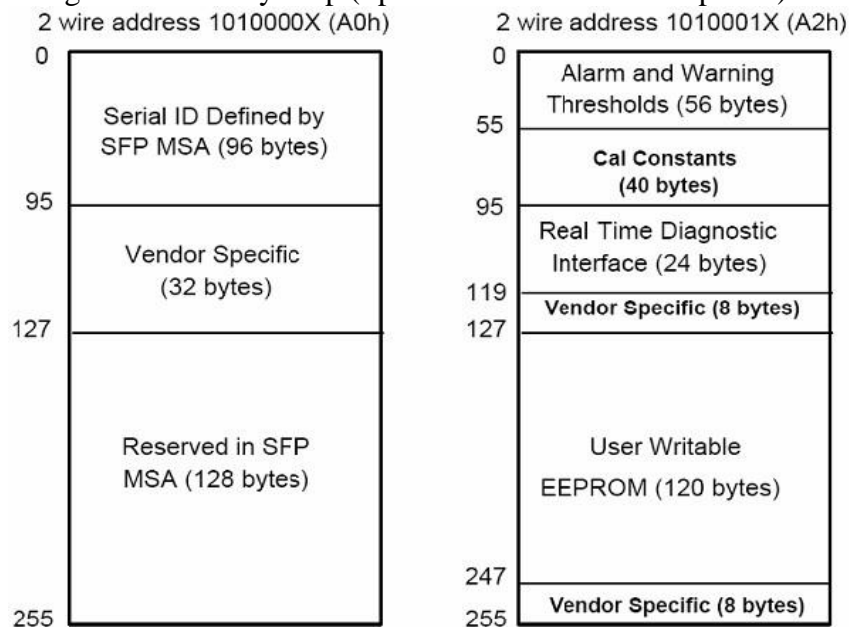 2 wire address 1010000X (A0h)
0
Serial ID Defined by
SFP MSA (96 bytes)
95
Vendor Specific
(32 bytes)
127
Reserved in SFP
MSA (128 bytes)
255
2 wire address 1010001X (A2h)
0
Alarm and Warning
Thresholds (56 bytes)
55
Cal Constants
(40 bytes)
95
Real Time Diagnostic
Interface (24 bytes)
119
Vendor Specific (8 bytes)
127
User Writable
EEPROM (120 bytes)
247
Vendor Specific (8 bytes)
255